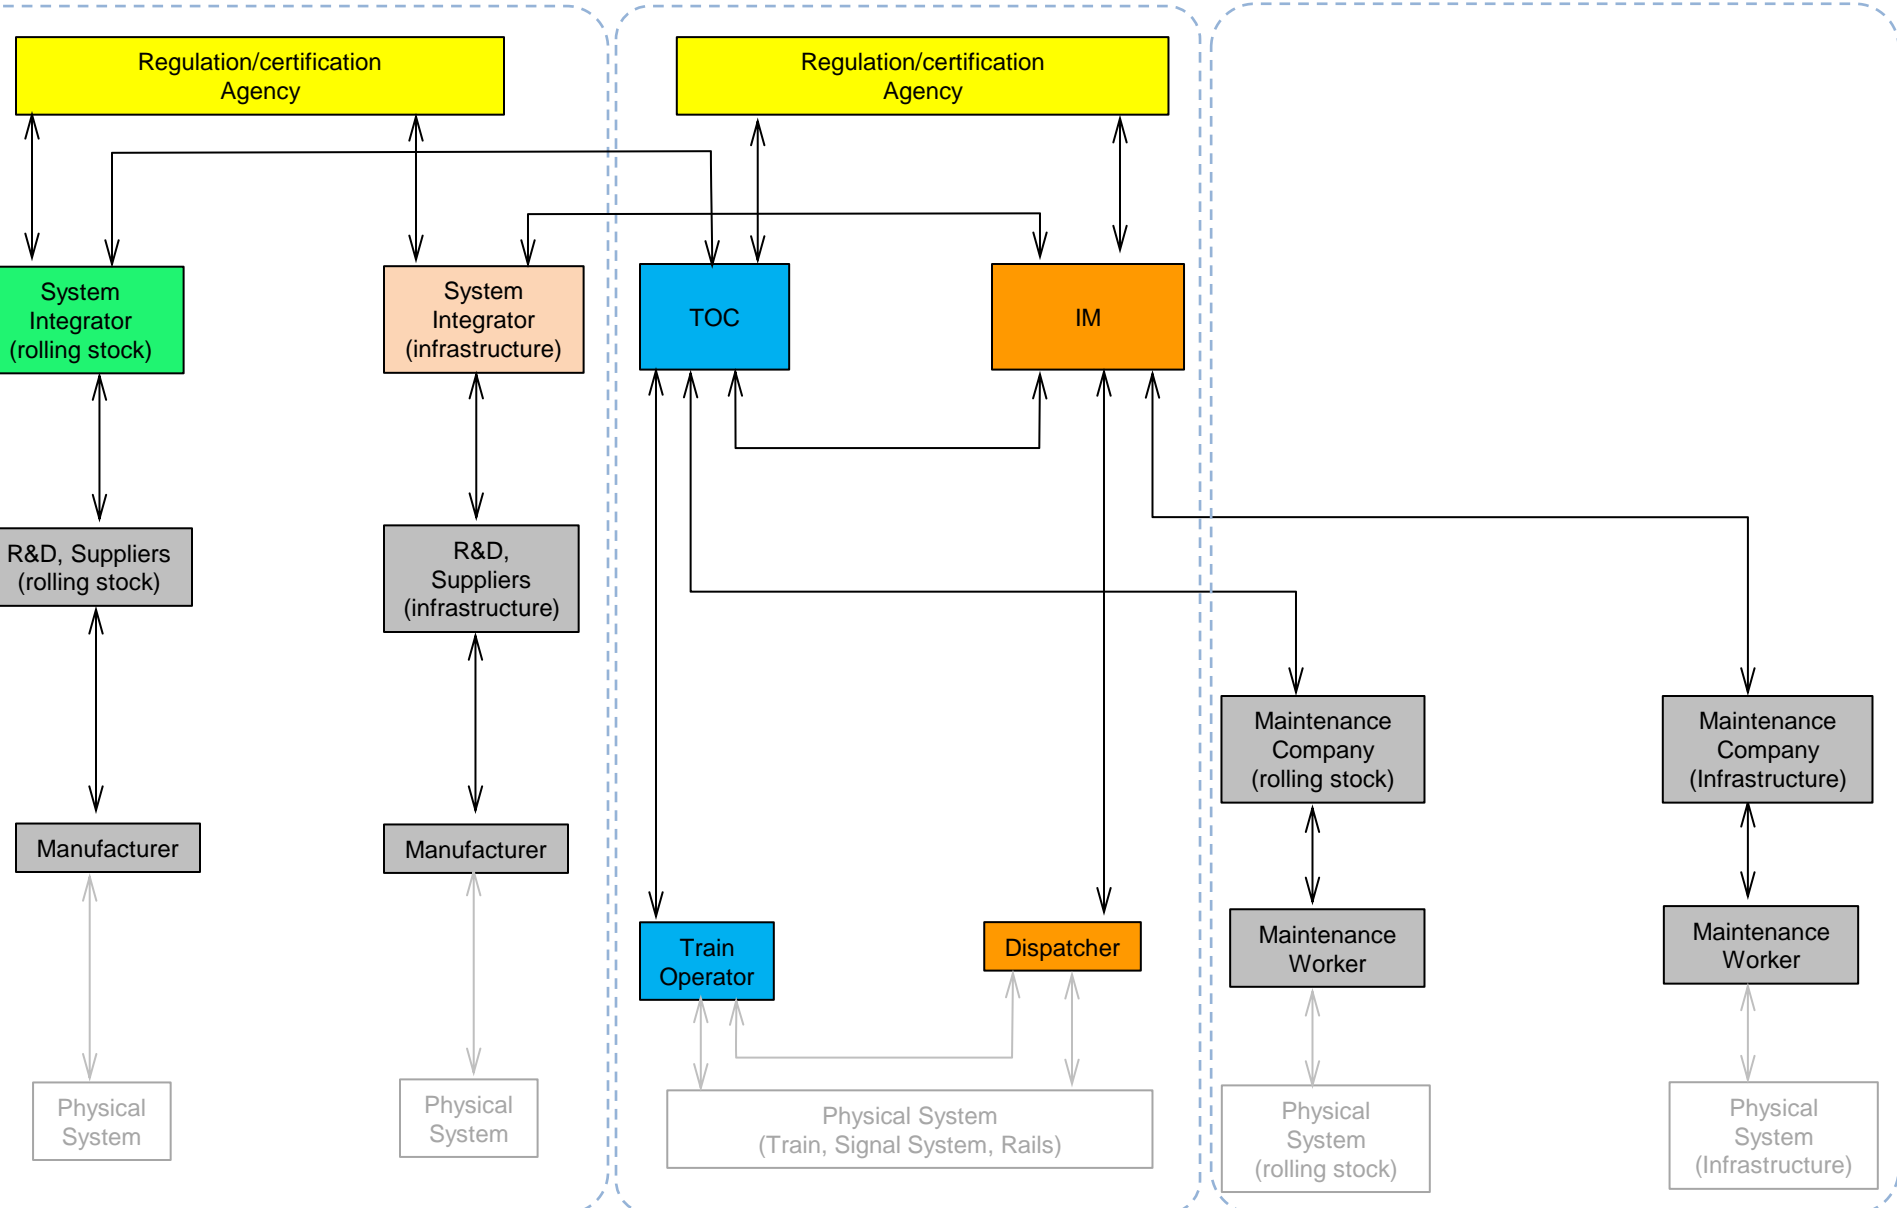 Regulation/certification
Agency
Regulation/certification
Agency
System
Integrator
(rolling stock)
System
Integrator
(infrastructure)
TOC
IM
R&D, Suppliers
(rolling stock)
R&D,
Suppliers
(infrastructure)
Maintenance
Company
(rolling stock)
Maintenance
Company
(Infrastructure)
Manufacturer
Manufacturer
Train
Operator
Dispatcher
Maintenance
Worker
Maintenance
Worker
Physical
System
Physical
System
Physical System
(Train, Signal System, Rails)
Physical
System
(rolling stock)
Physical
System
(Infrastructure)